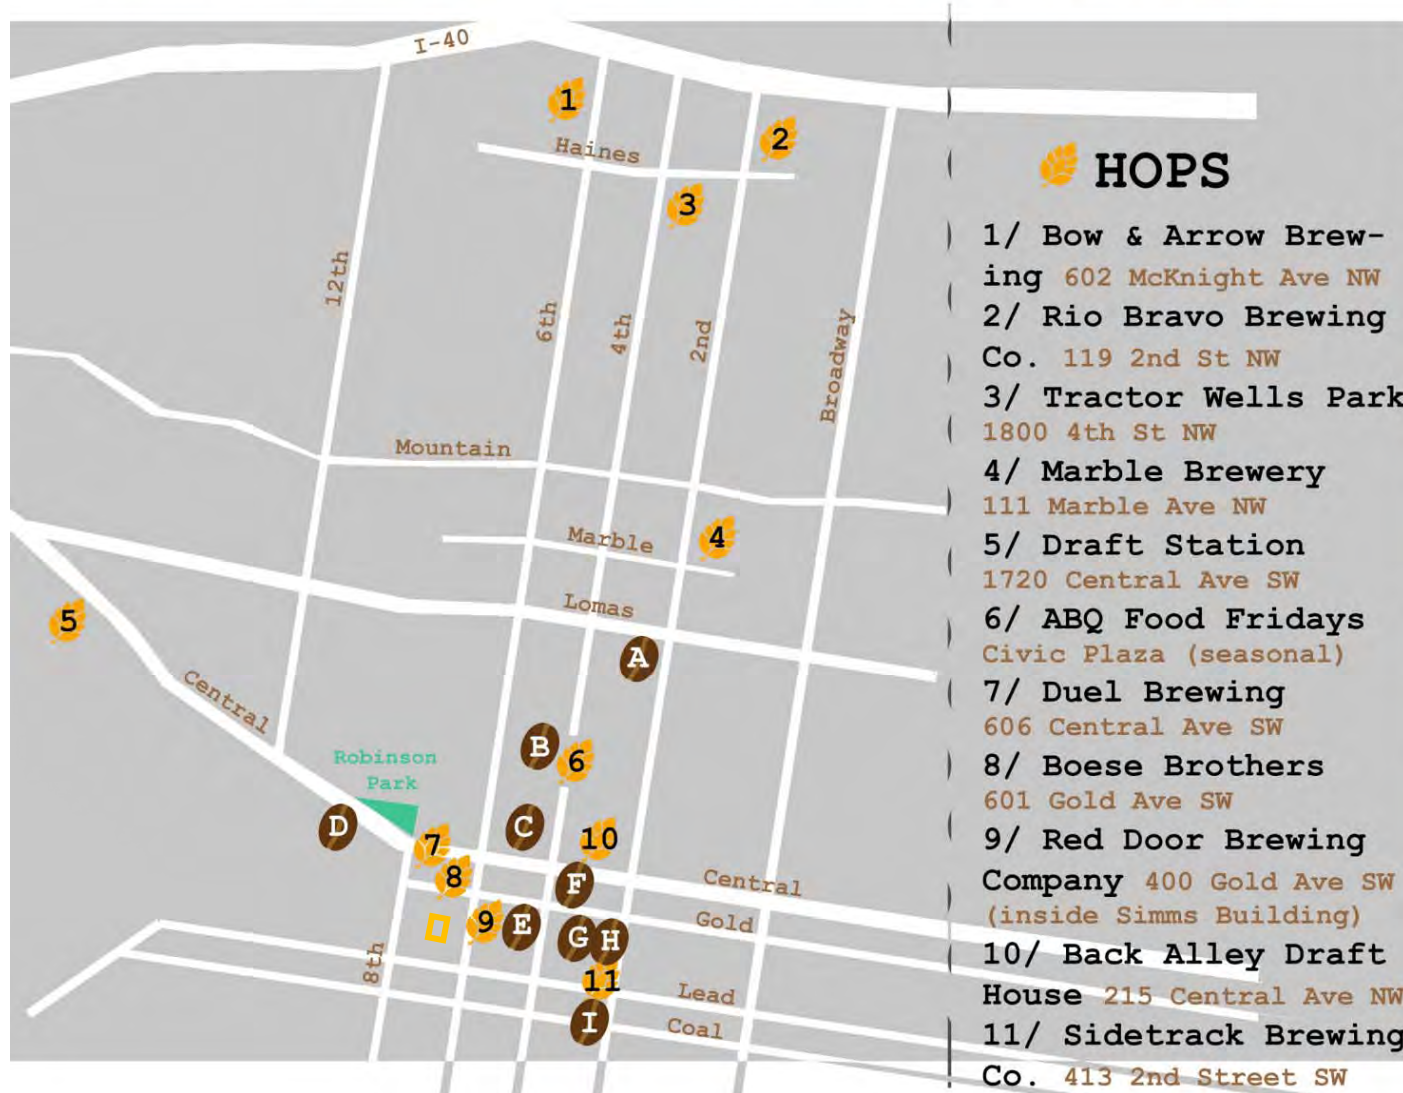 I-40
1
2
Haines
3
12th
6th
4th
2nd
Broadway
Mountain
4
Marble
Lomas
5
A
Central
B
6
Robinson
Park
D
C
7
10
8
F
Central
9
E
G
H
Gold
8th
11
Lead
I
Coal
HOPS
1/ Bow & Arrow Brew-
ing 602 McKnight Ave NW
2/ Rio Bravo Brewing
Co. 119 2nd St NW
3/ Tractor Wells Park
1800 4th St NW
4/ Marble Brewery
111 Marble Ave NW
5/ Draft Station
1720 Central Ave SW
6/ ABQ Food Fridays
Civic Plaza (seasonal)
7/ Duel Brewing
606 Central Ave SW
8/ Boese Brothers
601 Gold Ave SW
9/ Red Door Brewing
Company 400 Gold Ave SW
(inside Simms Building)
10/ Back Alley Draft
House 215 Central Ave NW
11/ Sidetrack Brewing
Co. 413 2nd Street SW